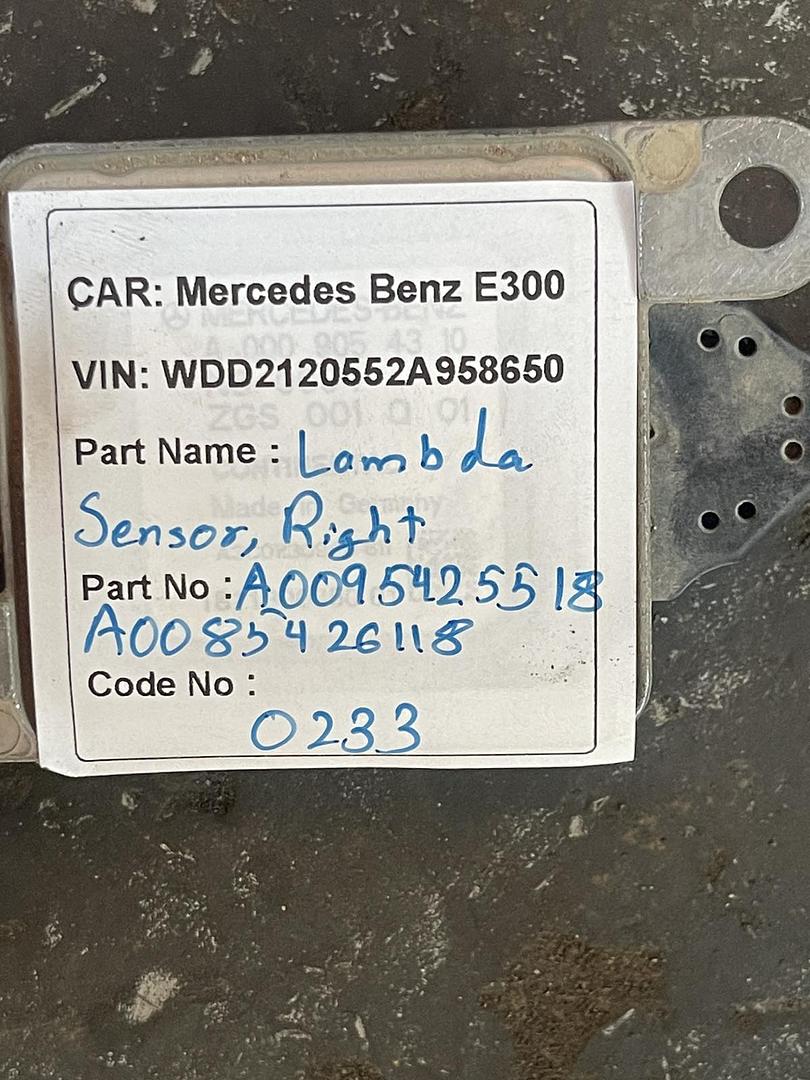 CAR: Mercedes Benz E300
VIN: WDD2120552A958650
Part Name : Lambda
Sensor, Right
Part No : A0095425518
A0085426118
Code No :
0233
MERCEDES-BENZ
A 000 905 43 10
ZGS 001
Made in Germany